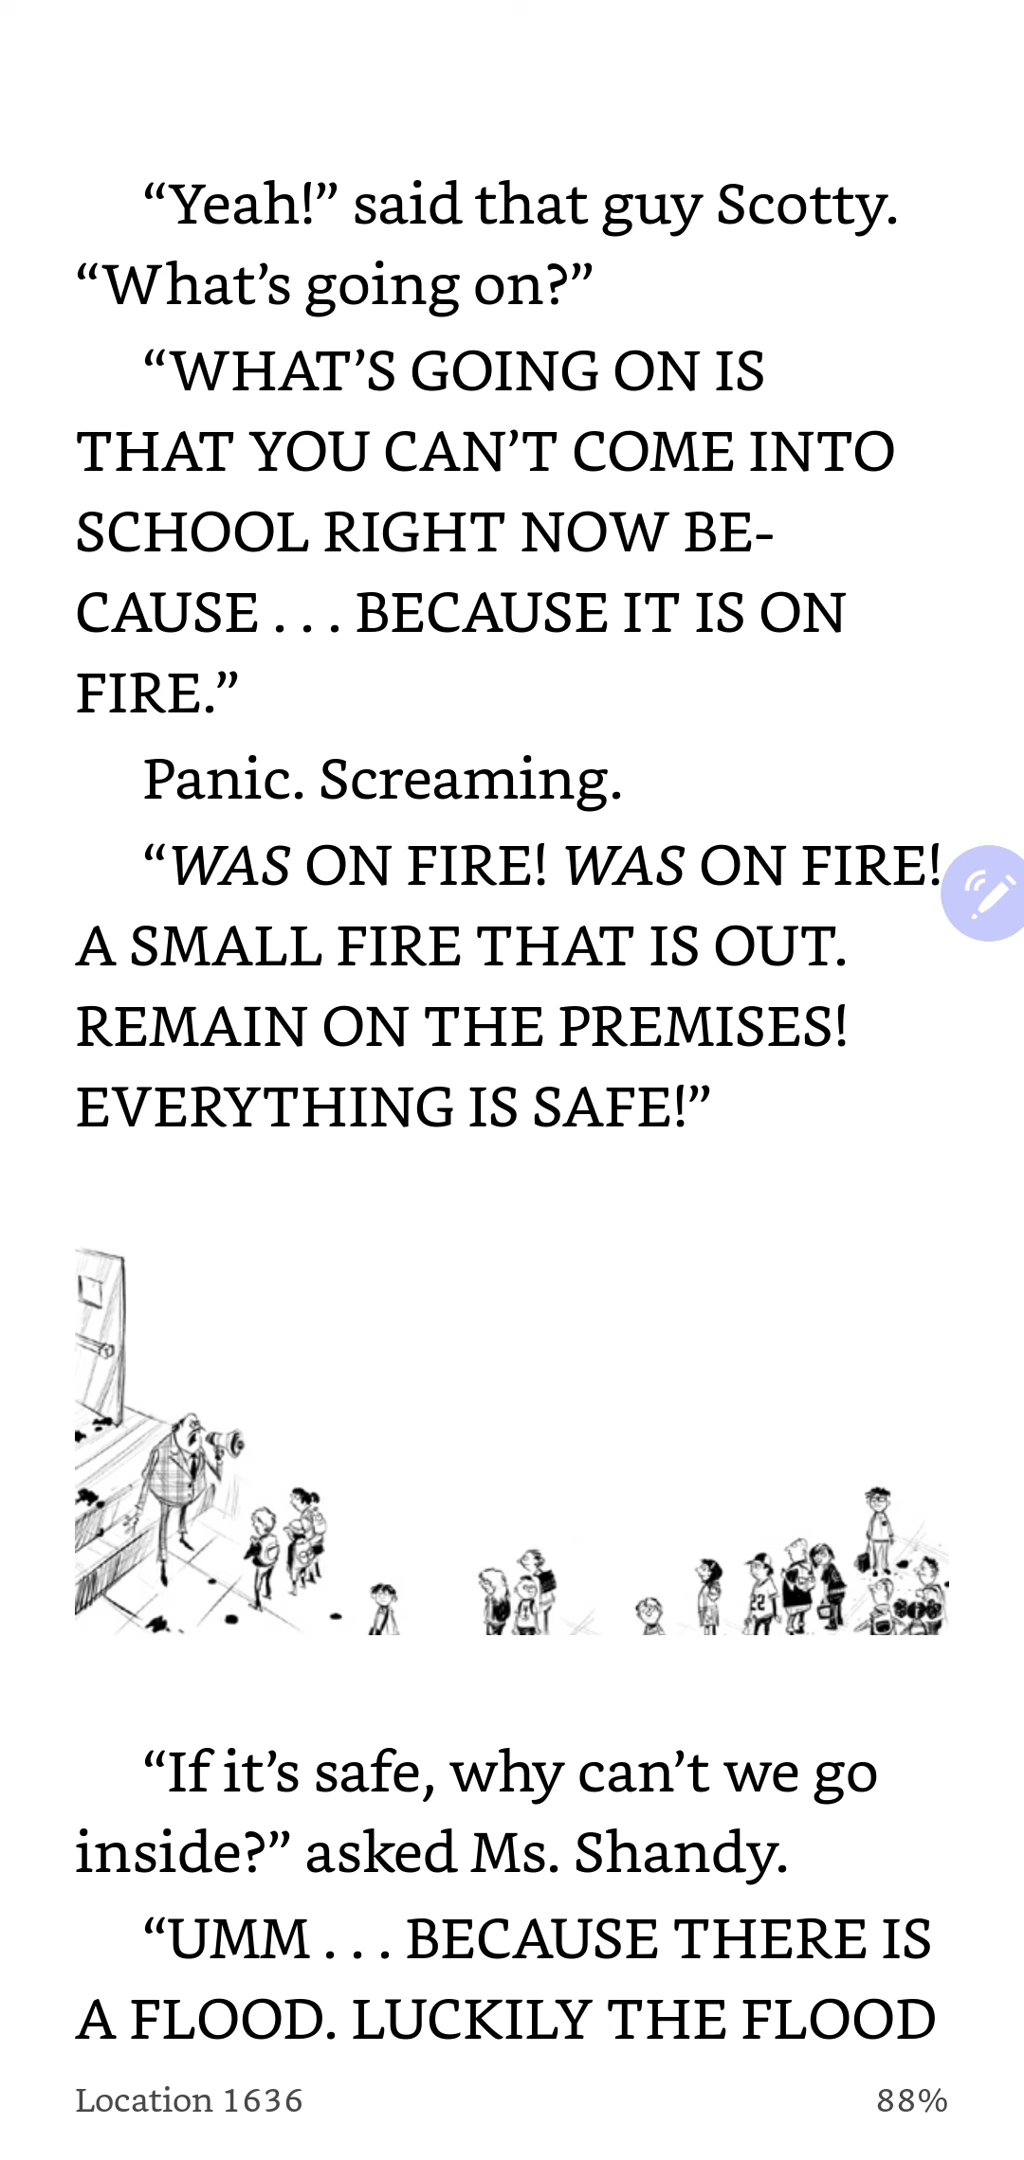 “Yeah!” said that guy Scotty.
“What’s going on?”
“WHAT’S GOING ON IS
THAT YOU CAN’T COME INTO
SCHOOL RIGHT NOW BE-
CAUSE . . . BECAUSE IT IS ON
FIRE.”
Panic. Screaming.
“WAS ON FIRE! WAS ON FIRE!
A SMALL FIRE THAT IS OUT.
REMAIN ON THE PREMISES!
EVERYTHING IS SAFE!”
22
“If it’s safe, why can’t we go
inside?” asked Ms. Shandy.
“UMM . . . BECAUSE THERE IS
A FLOOD. LUCKILY THE FLOOD
Location 1636 88%